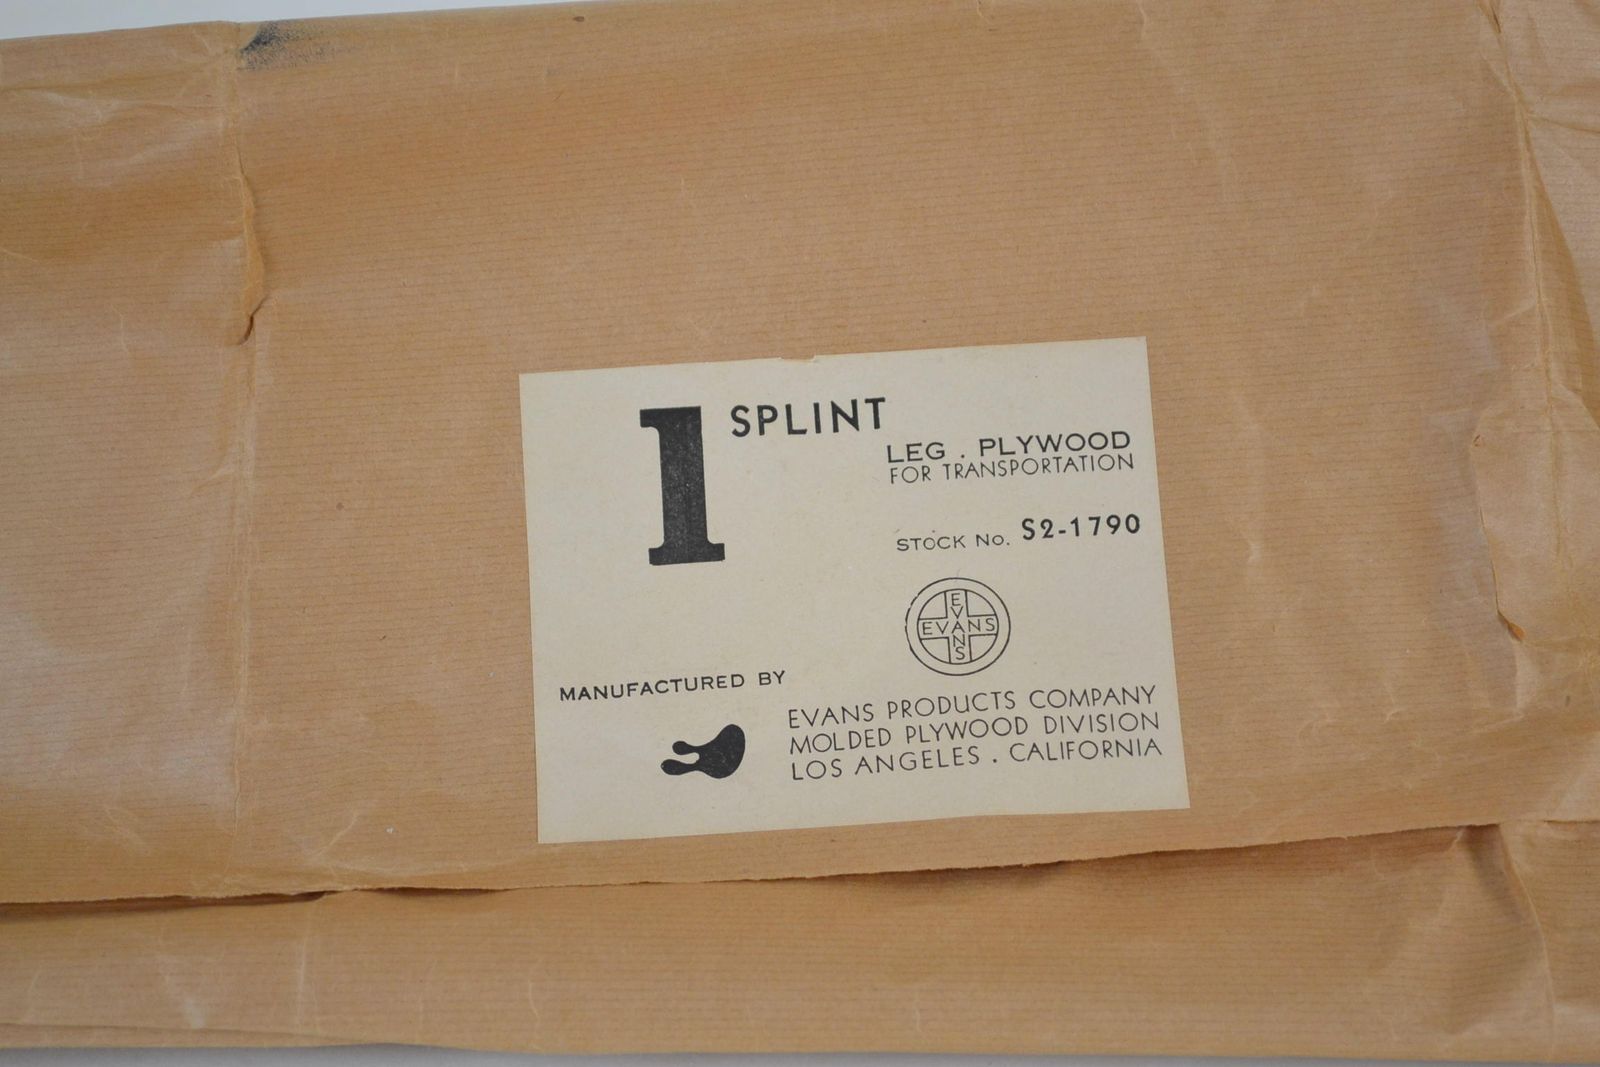 1 SPLINT
LEG . PLYWOOD
FOR TRANSPORTATION
STOCK No. S2-1790
EVANS
EVANS
MANUFACTURED BY
EVANS PRODUCTS COMPANY
MOLDED PLYWOOD DIVISION
LOS ANGELES . CALIFORNIA